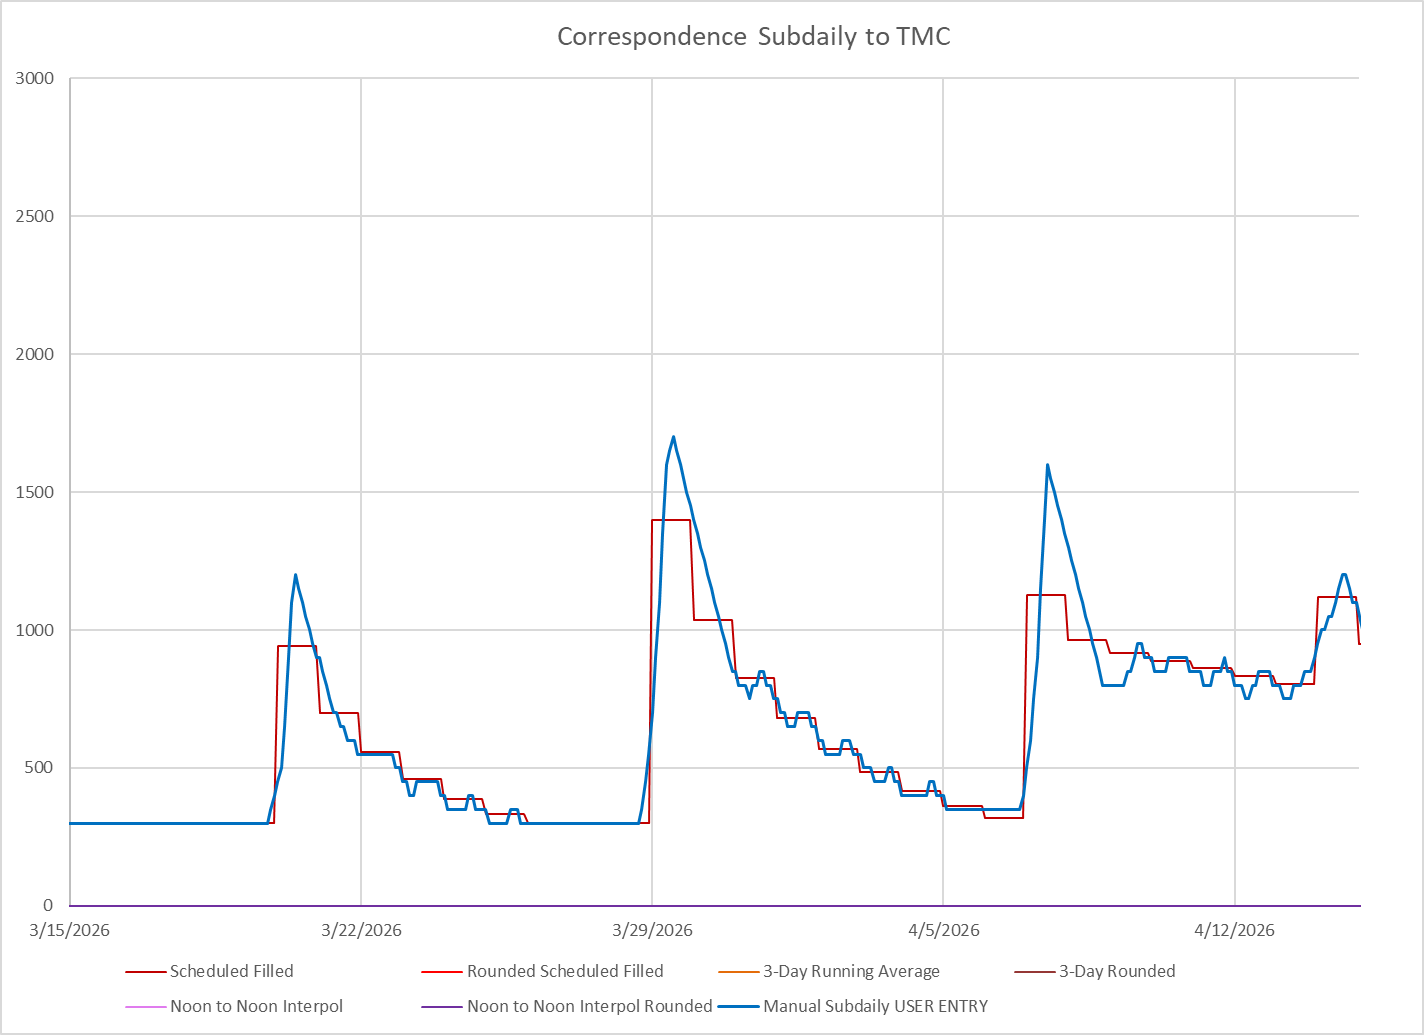 Correspondence Subdaily to TMC
3000
2500
2000
1500
1000
500
0
3/15/2026 3/22/2026 3/29/2026 4/5/2026 4/12/2026
Scheduled Filled Rounded Scheduled Filled 3-Day Running Average 3-Day Rounded
Noon to Noon Interpol Noon to Noon Interpol Rounded Manual Subdaily USER ENTRY